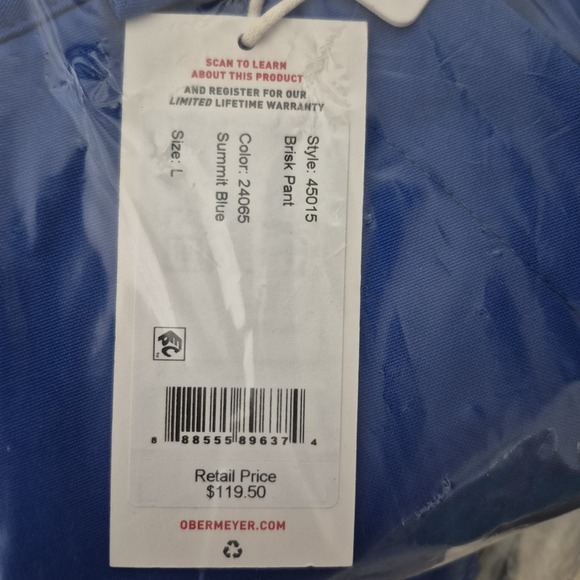 SCAN TO LEARN
ABOUT THIS PRODUCT
AND REGISTER FOR OUR
LIMITED LIFETIME WARRANTY
Style: 45015
Brisk Pant
Color: 24065
Summit Blue
Size: L
EPC
8 88555 89637 4
Retail Price
$119.50
OBERMEYER.COM